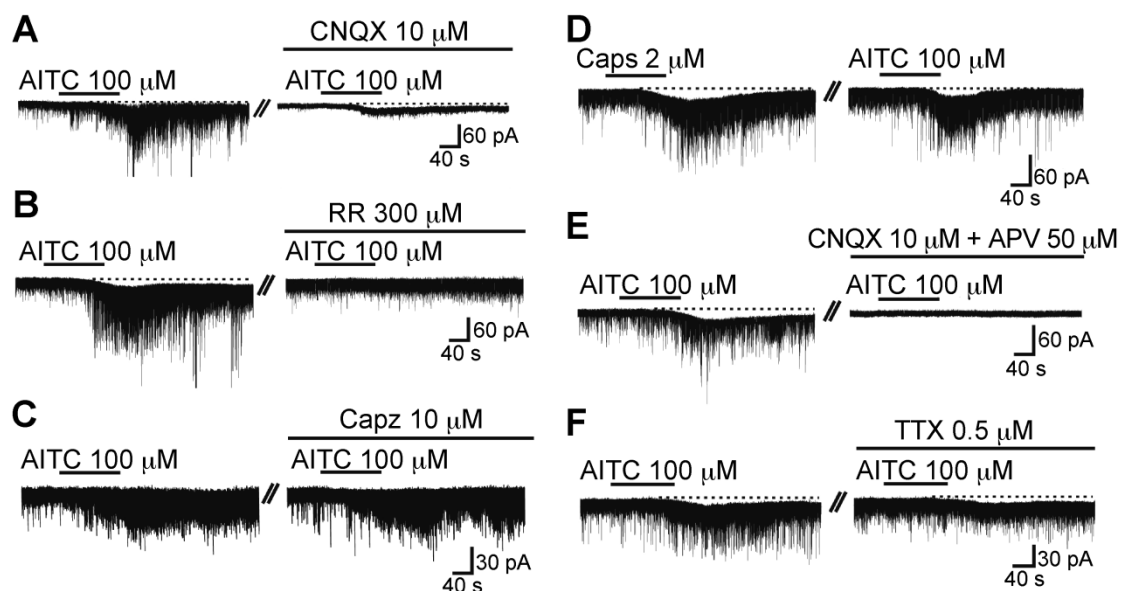 A
CNQX 10 μM
AITC 100 μM
AITC 100 μM
60 pA
40 s
B
RR 300 μM
AITC 100 μM
AITC 100 μM
60 pA
40 s
C
Capz 10 μM
AITC 100 μM
AITC 100 μM
30 pA
40 s
D
Caps 2 μM
AITC 100 μM
60 pA
40 s
E
CNQX 10 μM + APV 50 μM
AITC 100 μM
AITC 100 μM
60 pA
40 s
F
TTX 0.5 μM
AITC 100 μM
AITC 100 μM
30 pA
40 s